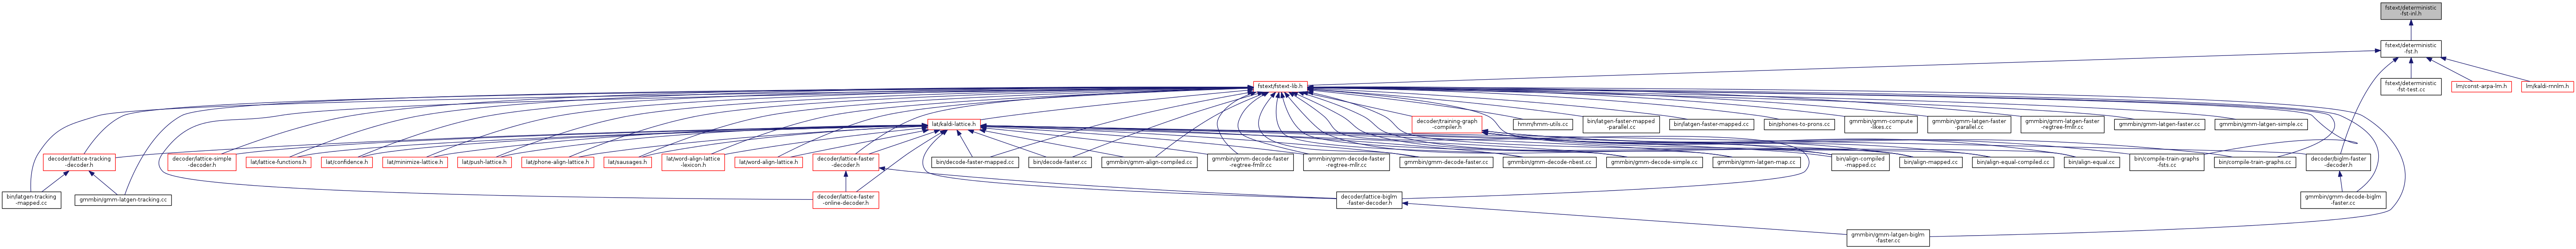 fstext/deterministic
-fst-inl.h
fstext/deterministic
-fst.h
fstext/fstext-lib.h
fstext/deterministic
-fst-test.cc
lm/const-arpa-lm.h
lm/kaldi-rnnlm.h
lat/kaldi-lattice.h
decoder/training-graph
-compiler.h
hmm/hmm-utils.cc
bin/latgen-faster-mapped
-parallel.cc
bin/latgen-faster-mapped.cc
bin/phones-to-prons.cc
gmmbin/gmm-compute
-likes.cc
gmmbin/gmm-latgen-faster
-parallel.cc
gmmbin/gmm-latgen-faster
-regtree-fmllr.cc
gmmbin/gmm-latgen-faster.cc
gmmbin/gmm-latgen-simple.cc
decoder/lattice-tracking
-decoder.h
decoder/lattice-simple
-decoder.h
lat/lattice-functions.h
lat/confidence.h
lat/minimize-lattice.h
lat/push-lattice.h
lat/phone-align-lattice.h
lat/sausages.h
lat/word-align-lattice
-lexicon.h
lat/word-align-lattice.h
decoder/lattice-faster
-decoder.h
bin/decode-faster-mapped.cc
bin/decode-faster.cc
gmmbin/gmm-align-compiled.cc
gmmbin/gmm-decode-faster
-regtree-fmllr.cc
gmmbin/gmm-decode-faster
-regtree-mllr.cc
gmmbin/gmm-decode-faster.cc
gmmbin/gmm-decode-nbest.cc
gmmbin/gmm-decode-simple.cc
gmmbin/gmm-latgen-map.cc
bin/align-compiled
-mapped.cc
bin/align-mapped.cc
bin/align-equal-compiled.cc
bin/align-equal.cc
bin/compile-train-graphs
-fsts.cc
bin/compile-train-graphs.cc
decoder/biglm-faster
-decoder.h
bin/latgen-tracking
-mapped.cc
gmmbin/gmm-latgen-tracking.cc
decoder/lattice-faster
-online-decoder.h
decoder/lattice-biglm
-faster-decoder.h
gmmbin/gmm-decode-biglm
-faster.cc
gmmbin/gmm-latgen-biglm
-faster.cc